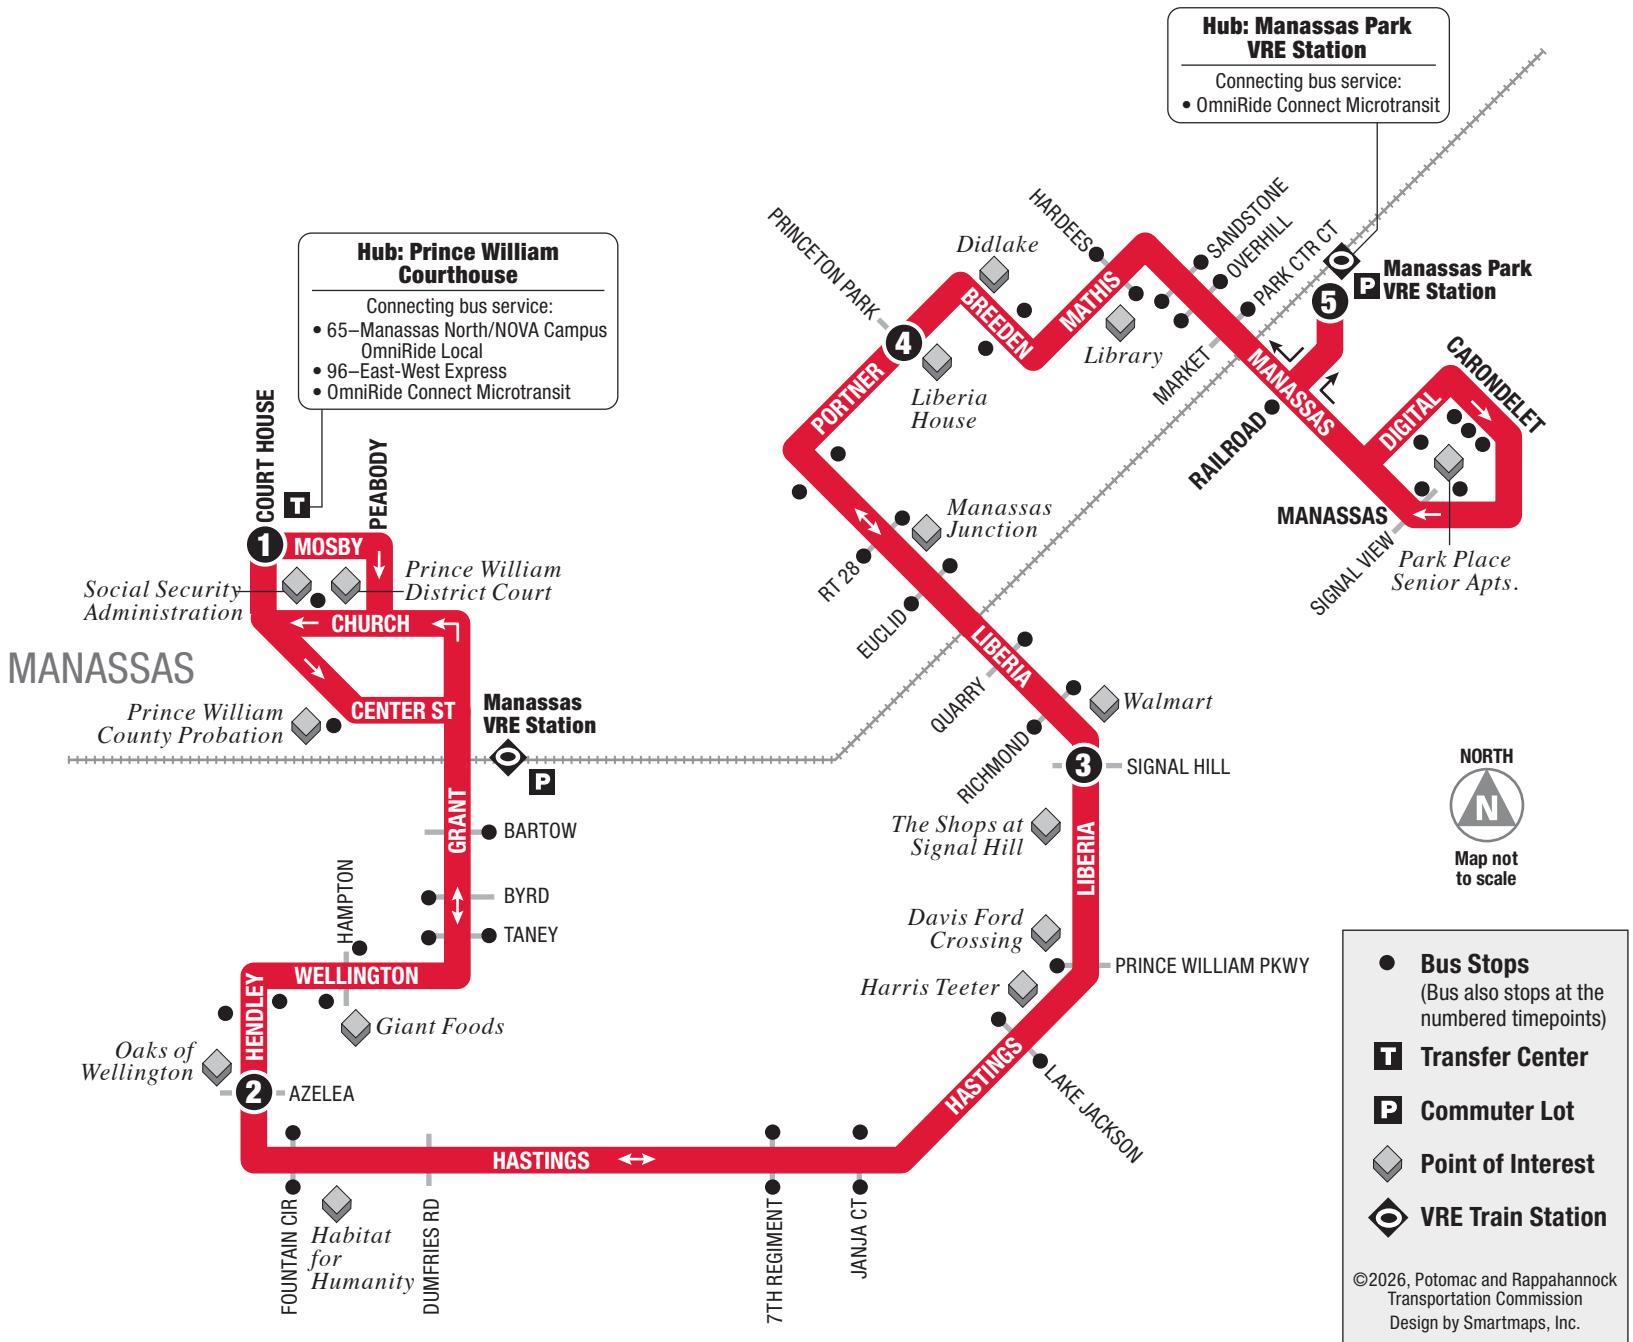 Hub: Manassas Park
VRE Station
Connecting bus service:
• OmniRide Connect Microtransit
Hub: Prince William
Courthouse
Connecting bus service:
• 65–Manassas North/NOVA Campus
OmniRide Local
• 96–East-West Express
• OmniRide Connect Microtransit
COURT HOUSE
T
PEABODY
1
MOSBY
Social Security
Administration
Prince William
District Court
CHURCH
MANASSAS
Prince William
County Probation
CENTER ST
Manassas
VRE Station
P
GRANT
BARTOW
BYRD
TANEY
HAMPTON
WELLINGTON
HENDLEY
Giant Foods
Oaks of
Wellington
2
AZELEA
HASTINGS
FOUNTAIN CIR
Habitat
for
Humanity
DUMFRIES RD
7TH REGIMENT
JANJA CT
HASTINGS
LAKE JACKSON
Harris Teeter
PRINCE WILLIAM PKWY
Davis Ford
Crossing
LIBERIA
The Shops at
Signal Hill
3
SIGNAL HILL
RICHMOND
Walmart
QUARRY
LIBERIA
EUCLID
RT 28
Manassas
Junction
PORTNER
4
PRINCETON PARK
Liberia
House
Didlake
BREEDEN
MATHIS
HARDEES
Library
SANDSTONE
OVERHILL
PARK CTR CT
MARKET
MANASSAS
5
P
Manassas Park
VRE Station
RAILROAD
DIGITAL
CARONDELET
MANASSAS
SIGNAL VIEW
Park Place
Senior Apts.
NORTH
N
Map not
to scale
Bus Stops
(Bus also stops at the
numbered timepoints)
T Transfer Center
P Commuter Lot
Point of Interest
VRE Train Station
©2026, Potomac and Rappahannock
Transportation Commission
Design by Smartmaps, Inc.